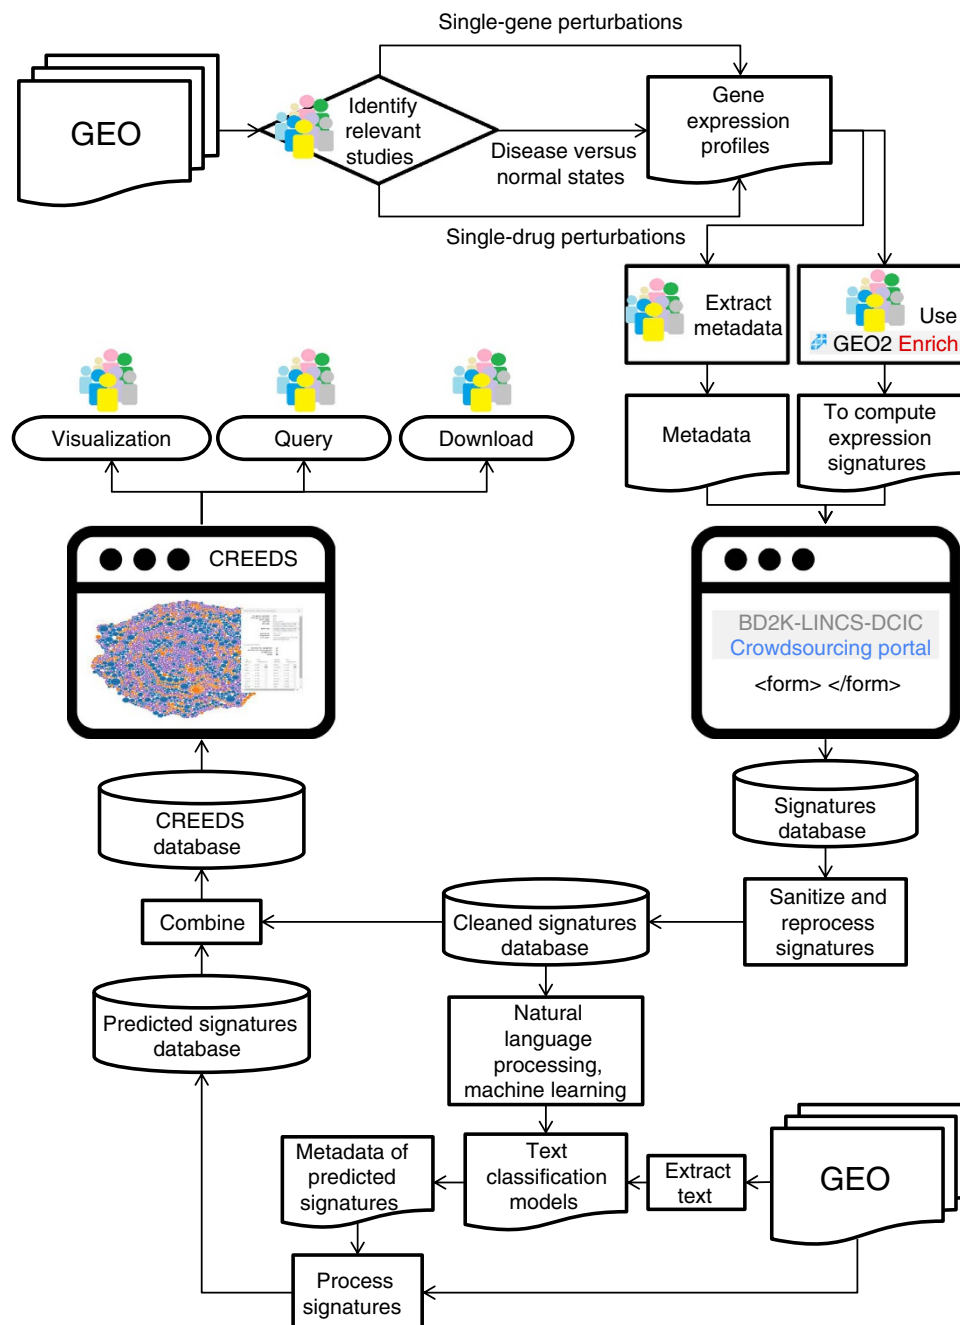 Single-gene perturbations
GEO
Identify
relevant
studies
Gene
expression
profiles
Disease versus
normal states
Single-drug perturbations
Extract
metadata
Use
GEO2 Enrich
Visualization
Query
Download
Metadata
To compute
expression
signatures
CREEDS
BD2K-LINCS-DCIC
Crowdsourcing portal
<form> </form>
CREEDS
database
Signatures
database
Combine
Cleaned signatures
database
Sanitize and
reprocess
signatures
Predicted signatures
database
Natural
language
processing,
machine learning
Metadata of
predicted
signatures
Text
classification
models
Extract
text
GEO
Process
signatures